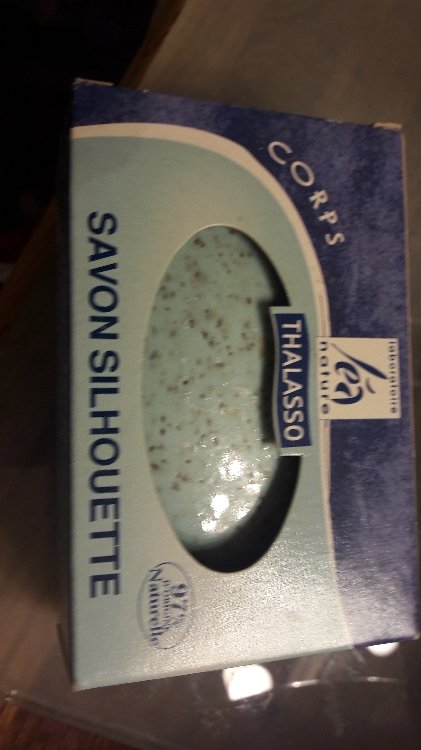 laboratoire
Léa
nature
CORPS
THALASSO
SAVON SILHOUETTE
97%
Naturelle